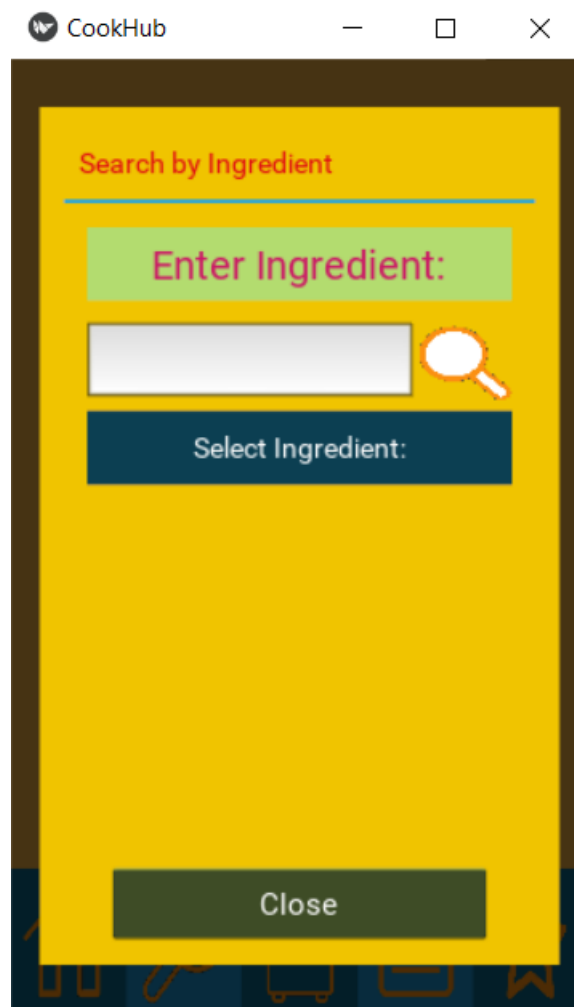 CookHub
Search by Ingredient
Enter Ingredient:
Select Ingredient:
Close